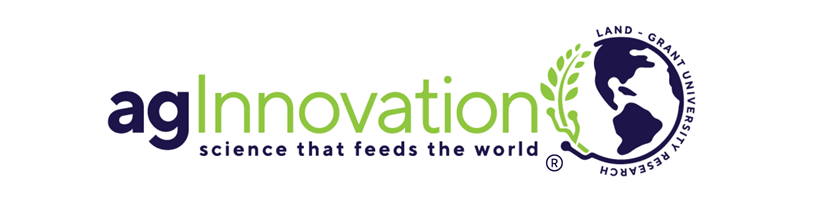 agInnovation
science that feeds the world ®
LAND - GRANT UNIVERSITY RESEARCH